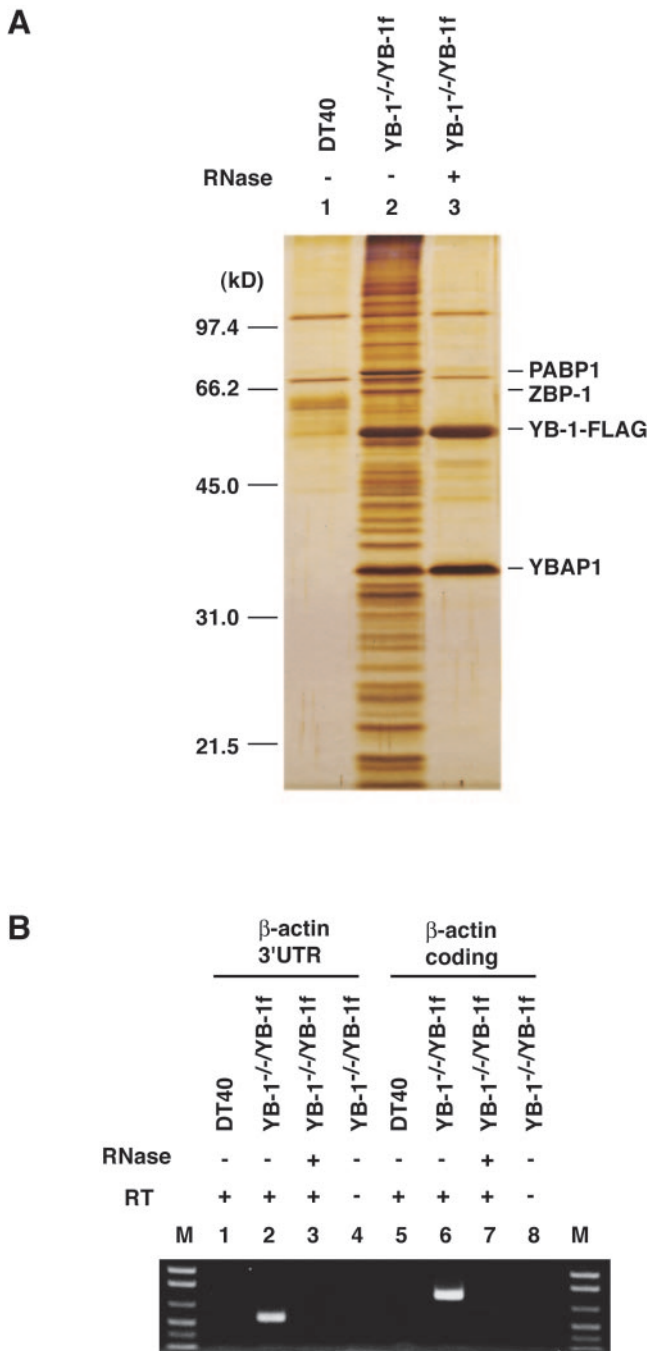 A
DT40
YB-1-/-/YB-1f
YB-1-/-/YB-1f
RNase - - +
1 2 3
(kD)
97.4
66.2
45.0
31.0
21.5
PABP1
ZBP-1
YB-1-FLAG
YBAP1
B
β-actin
3'UTR
β-actin
coding
DT40
YB-1-/-/YB-1f
YB-1-/-/YB-1f
YB-1-/-/YB-1f
DT40
YB-1-/-/YB-1f
YB-1-/-/YB-1f
YB-1-/-/YB-1f
RNase - - + - - - + -
RT + + + - + + + -
M 1 2 3 4 5 6 7 8 M